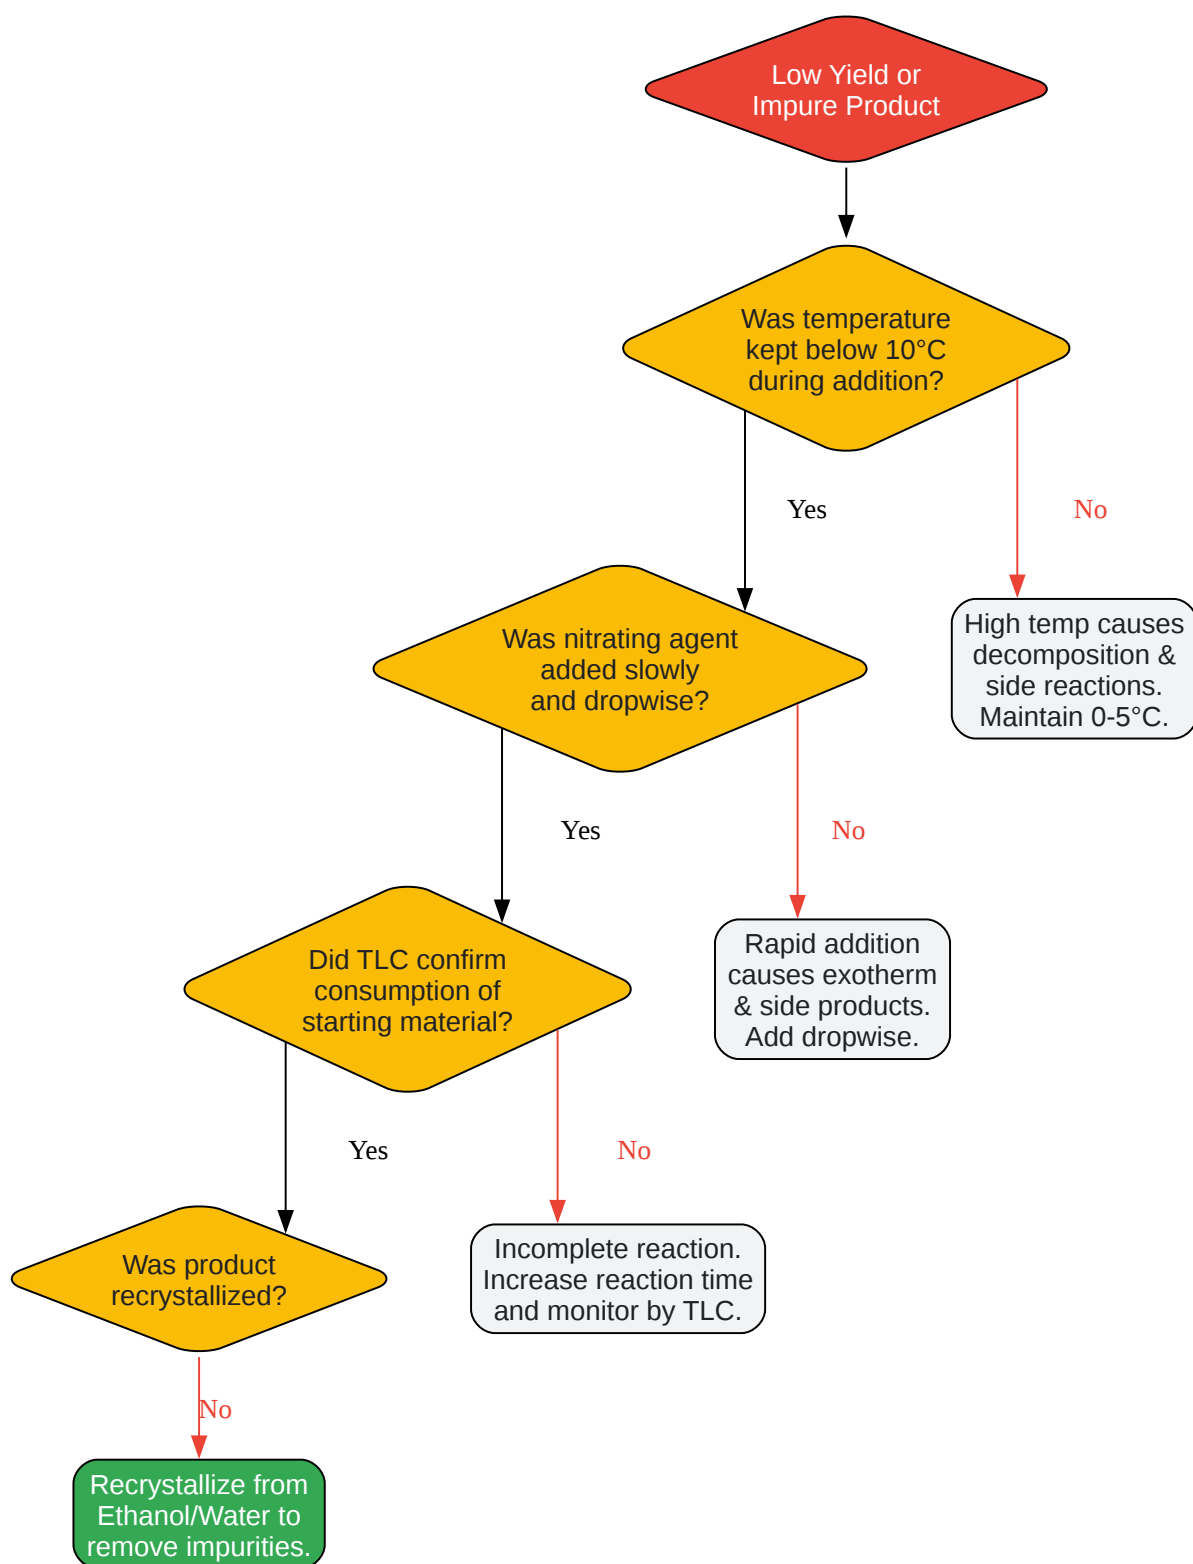 Low Yield or
Impure Product
Was temperature
kept below 10°C
during addition?
Yes
No
Was nitrating agent
added slowly
and dropwise?
High temp causes
decomposition &
side reactions.
Maintain 0-5°C.
Yes
No
Did TLC confirm
consumption of
starting material?
Rapid addition
causes exotherm
& side products.
Add dropwise.
Yes
No
Was product
recrystallized?
Incomplete reaction.
Increase reaction time
and monitor by TLC.
No
Recrystallize from
Ethanol/Water to
remove impurities.